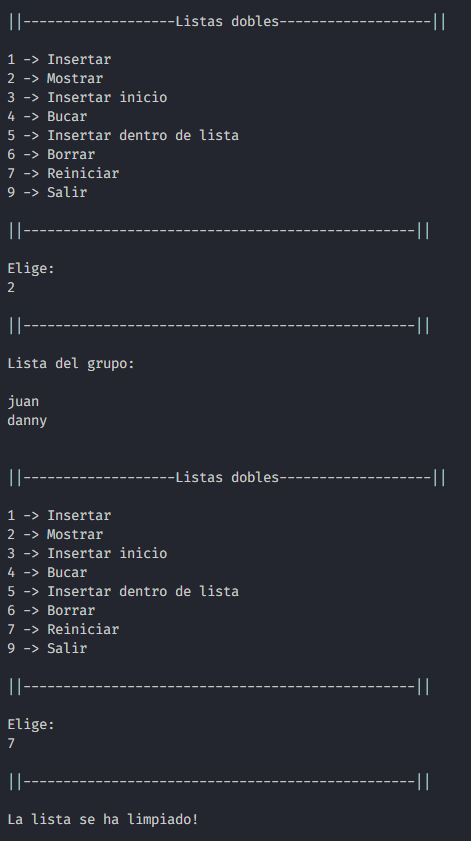 ||-------------------Listas dobles-------------------||
1 -> Insertar
2 -> Mostrar
3 -> Insertar inicio
4 -> Bucar
5 -> Insertar dentro de lista
6 -> Borrar
7 -> Reiniciar
9 -> Salir
||-------------------------------------------------||
Elige:
2
||-------------------------------------------------||
Lista del grupo:
juan
danny
||-------------------Listas dobles-------------------||
1 -> Insertar
2 -> Mostrar
3 -> Insertar inicio
4 -> Bucar
5 -> Insertar dentro de lista
6 -> Borrar
7 -> Reiniciar
9 -> Salir
||-------------------------------------------------||
Elige:
7
||-------------------------------------------------||
La lista se ha limpiado!